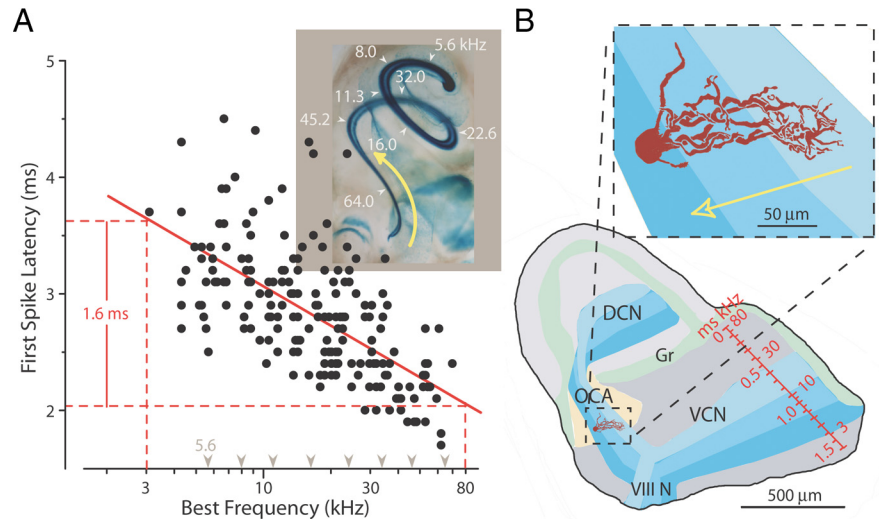 A
5
4
3
2
First Spike Latency (ms)
1.6 ms
5.6
3
10
30
80
Best Frequency (kHz)
8.0
5.6 kHz
32.0
11.3
45.2
22.6
16.0
64.0
B
50 µm
DCN
Gr
OCA
VCN
VIII N
ms kHz
0 80
0.5 30
1.0 10
1.5 3
500 µm